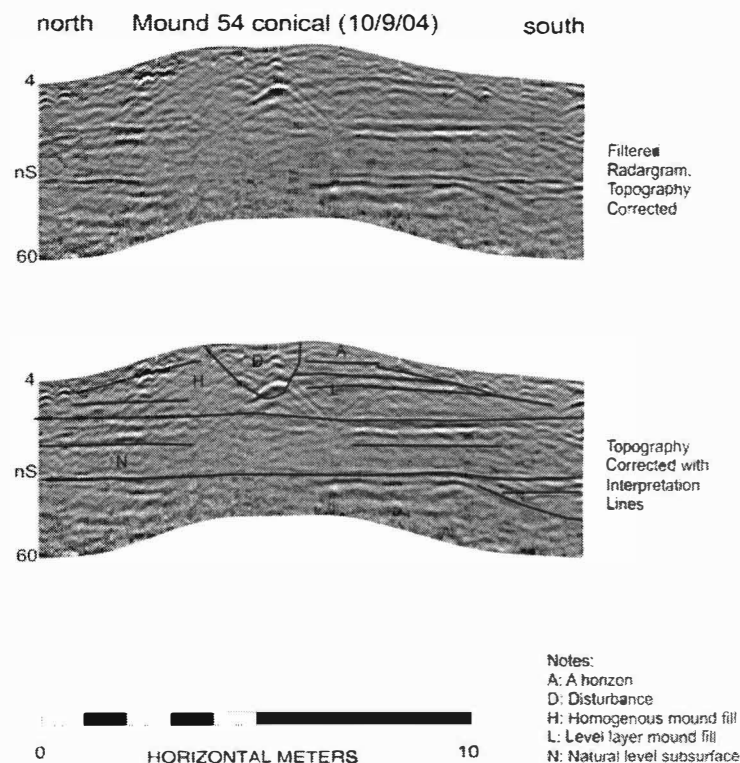 north Mound 54 conical (10/9/04) south
4
nS
60
Filtered
Radargram,
Topography
Corrected
D
A
H
L
4
N
nS
60
Topography
Corrected with
Interpretation
Lines
Notes:
A: A horizon
D: Disturbance
H: Homogenous mound fill
L: Level layer mound fill
N: Natural level subsurface
0 HORIZONTAL METERS 10